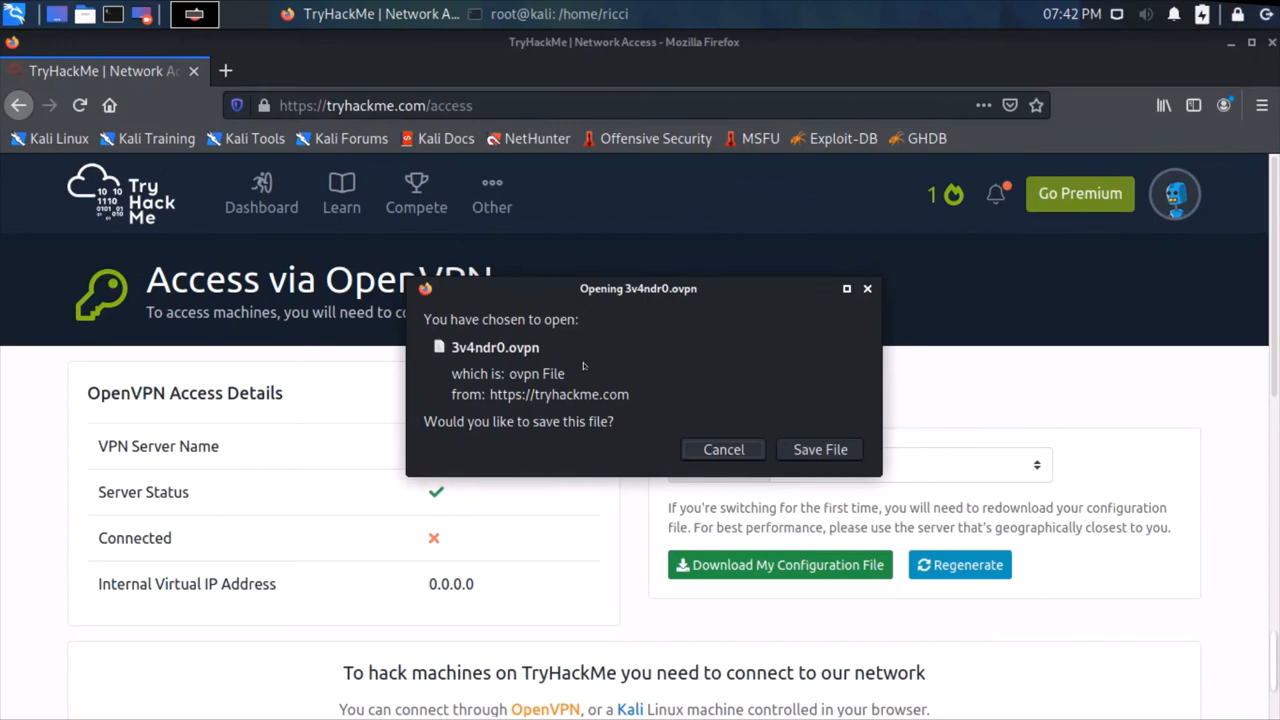 TryHackMe | Network A...
root@kali: /home/ricci
07:42 PM
TryHackMe | Network Access - Mozilla Firefox
TryHackMe | Network Ac
https://tryhackme.com/access
Kali Linux
Kali Training
Kali Tools
Kali Forums
Kali Docs
NetHunter
Offensive Security
MSFU
Exploit-DB
GHDB
Try
Hack
Me
Dashboard
Learn
Compete
Other
1
Go Premium
Access via OpenVPN
To access machines, you will need to co
Opening 3v4ndr0.ovpn
You have chosen to open:
3v4ndr0.ovpn
which is: ovpn File
from: https://tryhackme.com
Would you like to save this file?
Cancel
Save File
OpenVPN Access Details
VPN Server Name
Server Status
Connected
Internal Virtual IP Address
0.0.0.0
If you're switching for the first time, you will need to redownload your configuration
file. For best performance, please use the server that's geographically closest to you.
Download My Configuration File
Regenerate
To hack machines on TryHackMe you need to connect to our network
You can connect through OpenVPN, or a Kali Linux machine controlled in your browser.